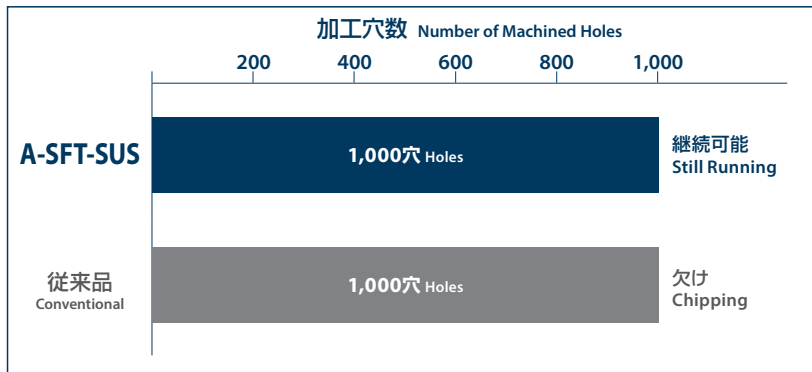 加工穴数 Number of Machined Holes
200 400 600 800 1,000
A-SFT-SUS
1,000穴 Holes
継続可能
Still Running
従来品
Conventional
1,000穴 Holes
欠け
Chipping